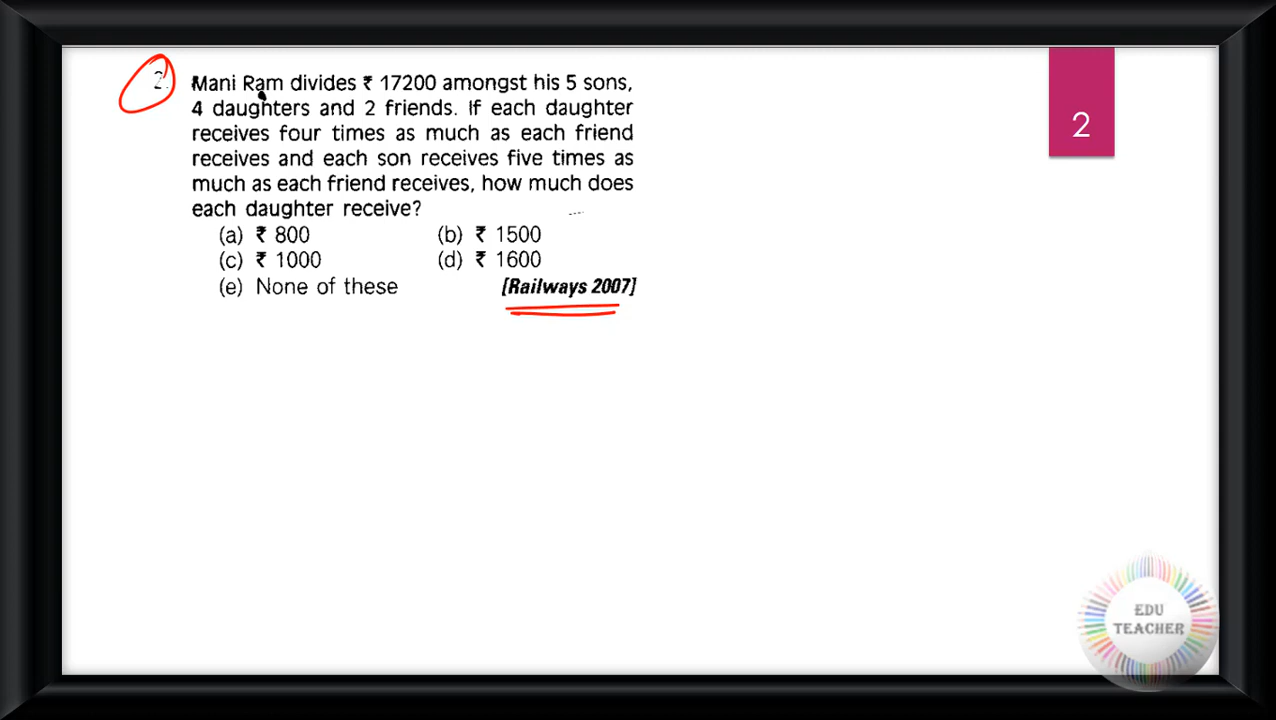 2.
Mani Ram divides ₹ 17200 amongst his 5 sons,
4 daughters and 2 friends. If each daughter
receives four times as much as each friend
receives and each son receives five times as
much as each friend receives, how much does
each daughter receive?
(a) ₹ 800 (b) ₹ 1500
(c) ₹ 1000 (d) ₹ 1600
(e) None of these [Railways 2007]
2
EDU
TEACHER